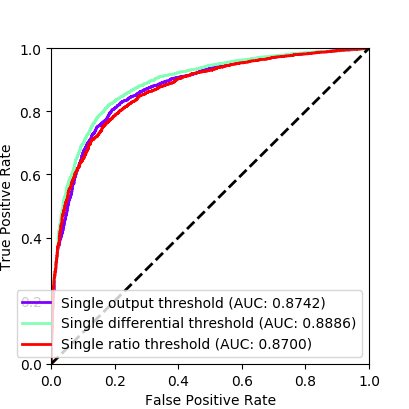 1.0
0.8
0.6
0.4
0.2
0.0
True Positive Rate
Single output threshold (AUC: 0.8742)
Single differential threshold (AUC: 0.8886)
Single ratio threshold (AUC: 0.8700)
0.0 0.2 0.4 0.6 0.8 1.0
False Positive Rate